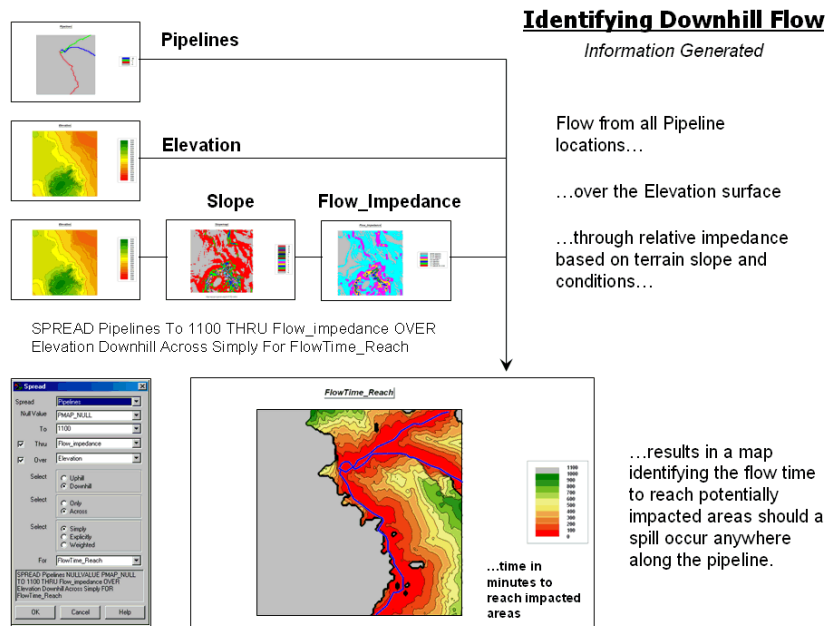 Identifying Downhill Flow
Information Generated
Pipelines
Elevation
Slope
Flow_Impedance
Flow from all Pipeline
locations…
…over the Elevation surface
…through relative impedance
based on terrain slope and
conditions…
SPREAD Pipelines To 1100 THRU Flow_impedance OVER
Elevation Downhill Across Simply For FlowTime_Reach
Spread
Spread Pipelines
Null Value PMAP_NULL
To 1100
Thru Flow_impedance
Over Elevation
Select Uphill
Downhill
Select Only
Across
Select Simply
Explicitly
Weighted
For FlowTime_Reach
SPREAD Pipelines NULLVALUE PMAP_NULL
TO 1100 THRU Flow_impedance OVER
Elevation Downhill Across Simply FOR
FlowTime_Reach
OK Cancel Help
FlowTime_Reach
1100
1000
900
800
700
600
500
400
300
200
100
0
…time in
minutes to
reach impacted
areas
…results in a map
identifying the flow time
to reach potentially
impacted areas should a
spill occur anywhere
along the pipeline.